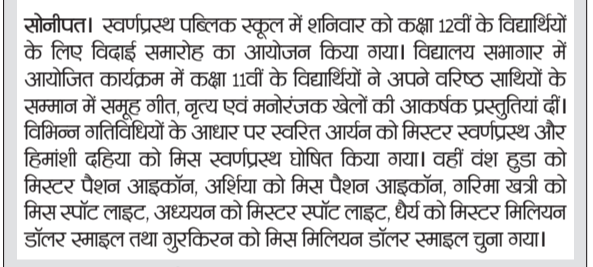 सोनीपत। स्वर्णप्रस्थ पब्लिक स्कूल में शनिवार को कक्षा 12वीं के विद्यार्थियों
के लिए विदाई समारोह का आयोजन किया गया। विद्यालय सभागार में
आयोजित कार्यक्रम में कक्षा 11वीं के विद्यार्थियों ने अपने वरिष्ठ साथियों के
सम्मान में समूह गीत, नृत्य एवं मनोरंजक खेलों की आकर्षक प्रस्तुतियां दीं।
विभिन्न गतिविधियों के आधार पर स्वरित आर्यन को मिस्टर स्वर्णप्रस्थ और
हिमांशी दहिया को मिस स्वर्णप्रस्थ घोषित किया गया। वहीं वंश हुडा को
मिस्टर पैशन आइकॉन, अर्शिया को मिस पैशन आइकॉन, गरिमा खत्री को
मिस स्पॉट लाइट, अध्ययन को मिस्टर स्पॉट लाइट, धैर्य को मिस्टर मिलियन
डॉलर स्माइल तथा गुरकिरन को मिस मिलियन डॉलर स्माइल चुना गया।